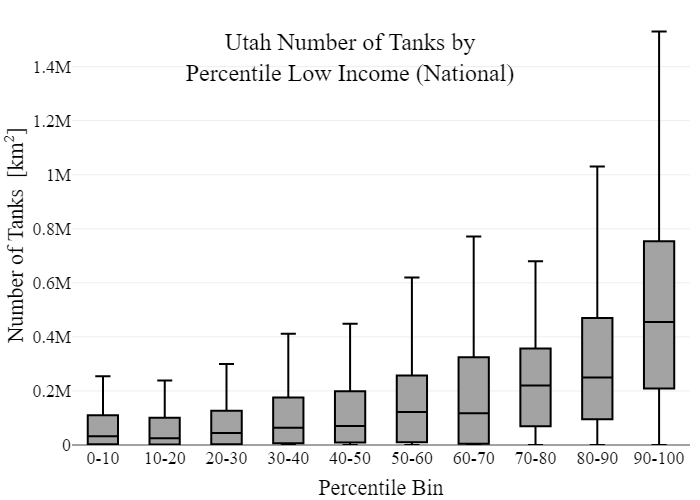 Utah Number of Tanks by
Percentile Low Income (National)
Number of Tanks [km²]
1.4M
1.2M
1M
0.8M
0.6M
0.4M
0.2M
0
0-10 10-20 20-30 30-40 40-50 50-60 60-70 70-80 80-90 90-100
Percentile Bin